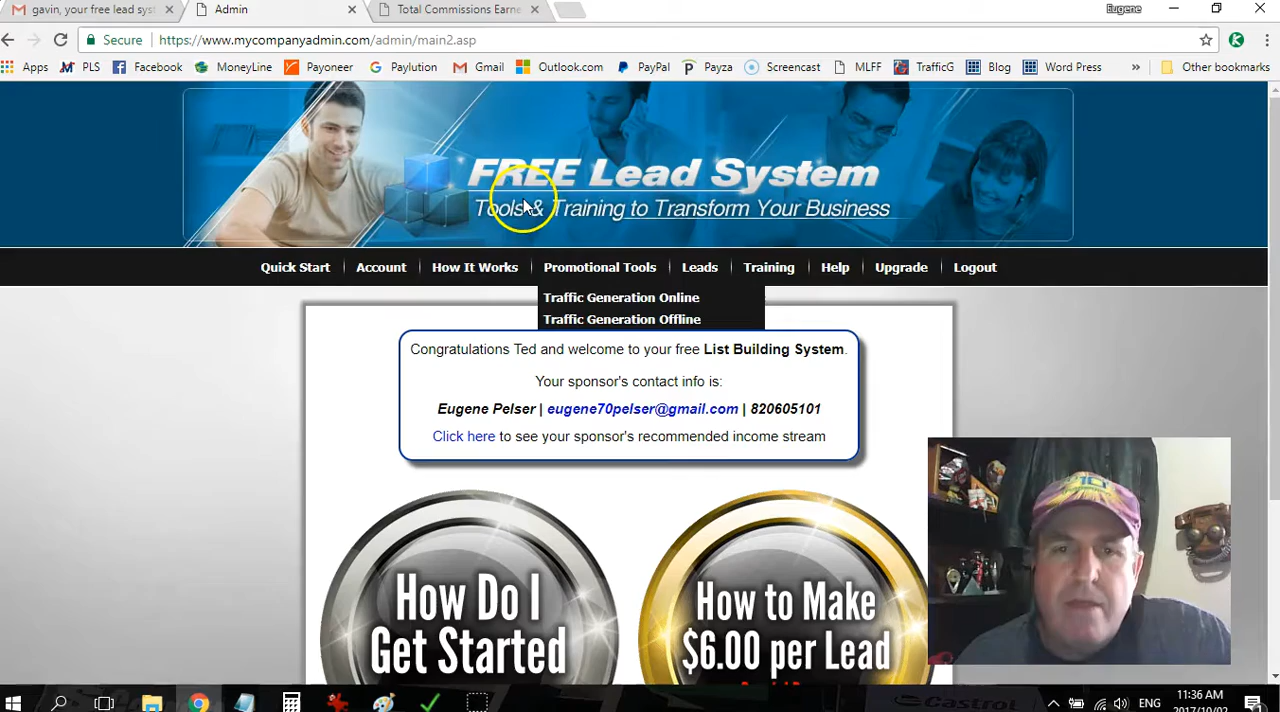 gavin, your free lead sys
Admin
Total Commissions Earne
Eugene
Secure
https://www.mycompanyadmin.com/admin/main2.asp
Apps
PLS
Facebook
MoneyLine
Payoneer
Paylution
Gmail
Outlook.com
PayPal
Payza
Screencast
MLFF
TrafficG
Blog
Word Press
»
Other bookmarks
FREE Lead System
Tools & Training to Transform Your Business
Quick Start
Account
How It Works
Promotional Tools
Leads
Training
Help
Upgrade
Logout
Traffic Generation Online
Traffic Generation Offline
Congratulations Ted and welcome to your free List Building System.
Your sponsor's contact info is:
Eugene Pelser | eugene70pelser@gmail.com | 820605101
Click here to see your sponsor's recommended income stream
How Do I
Get Started
How to Make
$6.00 per Lead
Castrol
ENG
11:36 AM
2017/10/02